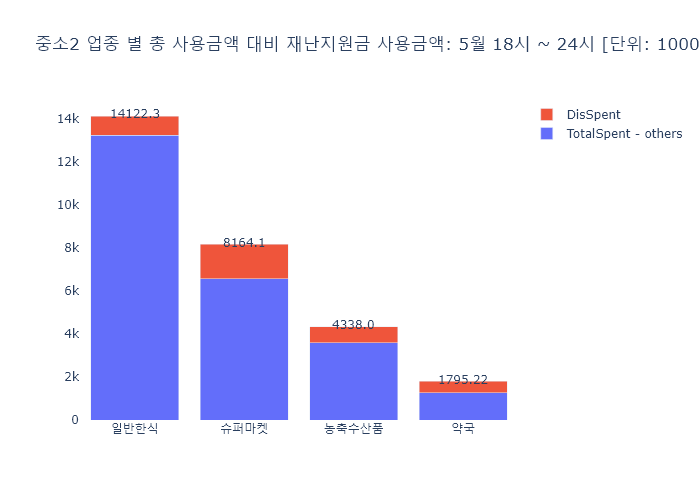 중소2 업종 별 총 사용금액 대비 재난지원금 사용금액: 5월 18시 ~ 24시 [단위: 1000
DisSpent
TotalSpent - others
14k
12k
10k
8k
6k
4k
2k
0
14122.3
8164.1
4338.0
1795.22
일반한식
슈퍼마켓
농축수산품
약국